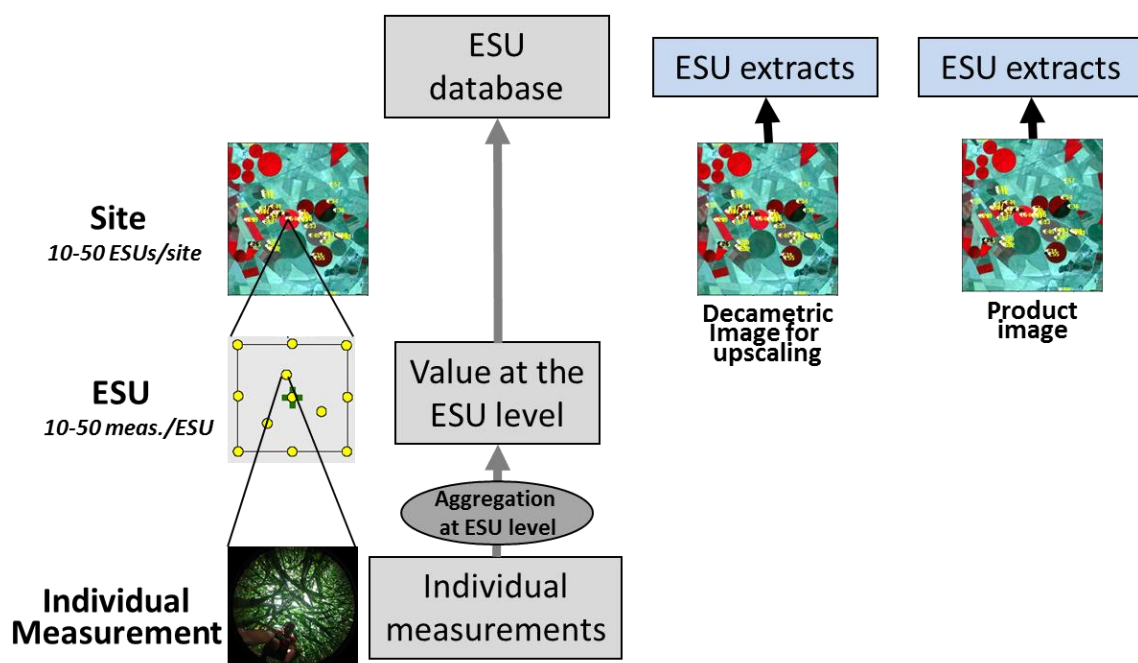 ESU
database
ESU extracts
ESU extracts
Site
10-50 ESUs/site
Decametric
Image for
upscaling
Product
image
ESU
10-50 meas./ESU
Value at the
ESU level
Aggregation
at ESU level
Individual
Measurement
Individual
measurements